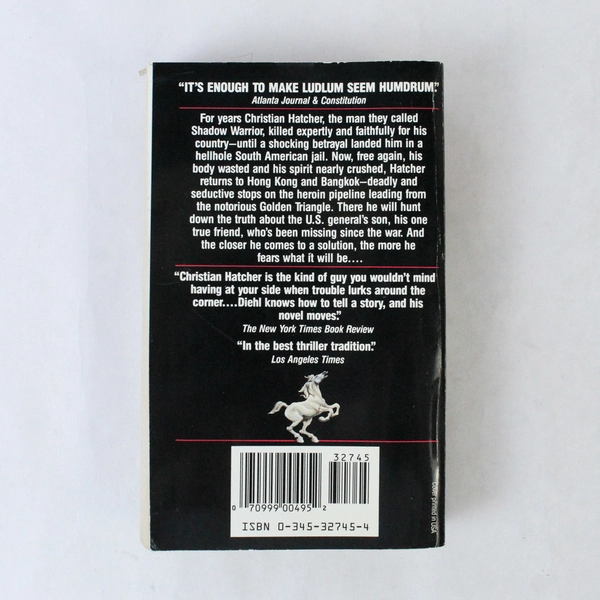 “IT'S ENOUGH TO MAKE LUDLUM SEEM HUMDRUM.”
Atlanta Journal & Constitution
For years Christian Hatcher, the man they called
Shadow Warrior, killed expertly and faithfully for his
country—until a shocking betrayal landed him in a
hellhole South American jail. Now, free again, his
body wasted and his spirit nearly crushed, Hatcher
returns to Hong Kong and Bangkok—deadly and
seductive stops on the heroin pipeline leading from
the notorious Golden Triangle. There he will hunt
down the truth about the U.S. general's son, his one
true friend, who's been missing since the war. And
the closer he comes to a solution, the more he
fears what it will be....
“Christian Hatcher is the kind of guy you wouldn't mind
having at your side when trouble lurks around the
corner....Diehl knows how to tell a story, and his
novel moves.”
The New York Times Book Review
“In the best thriller tradition.”
Los Angeles Times
32745
0 70999 00495 2
ISBN 0-345-32745-4
Cover printed in USA